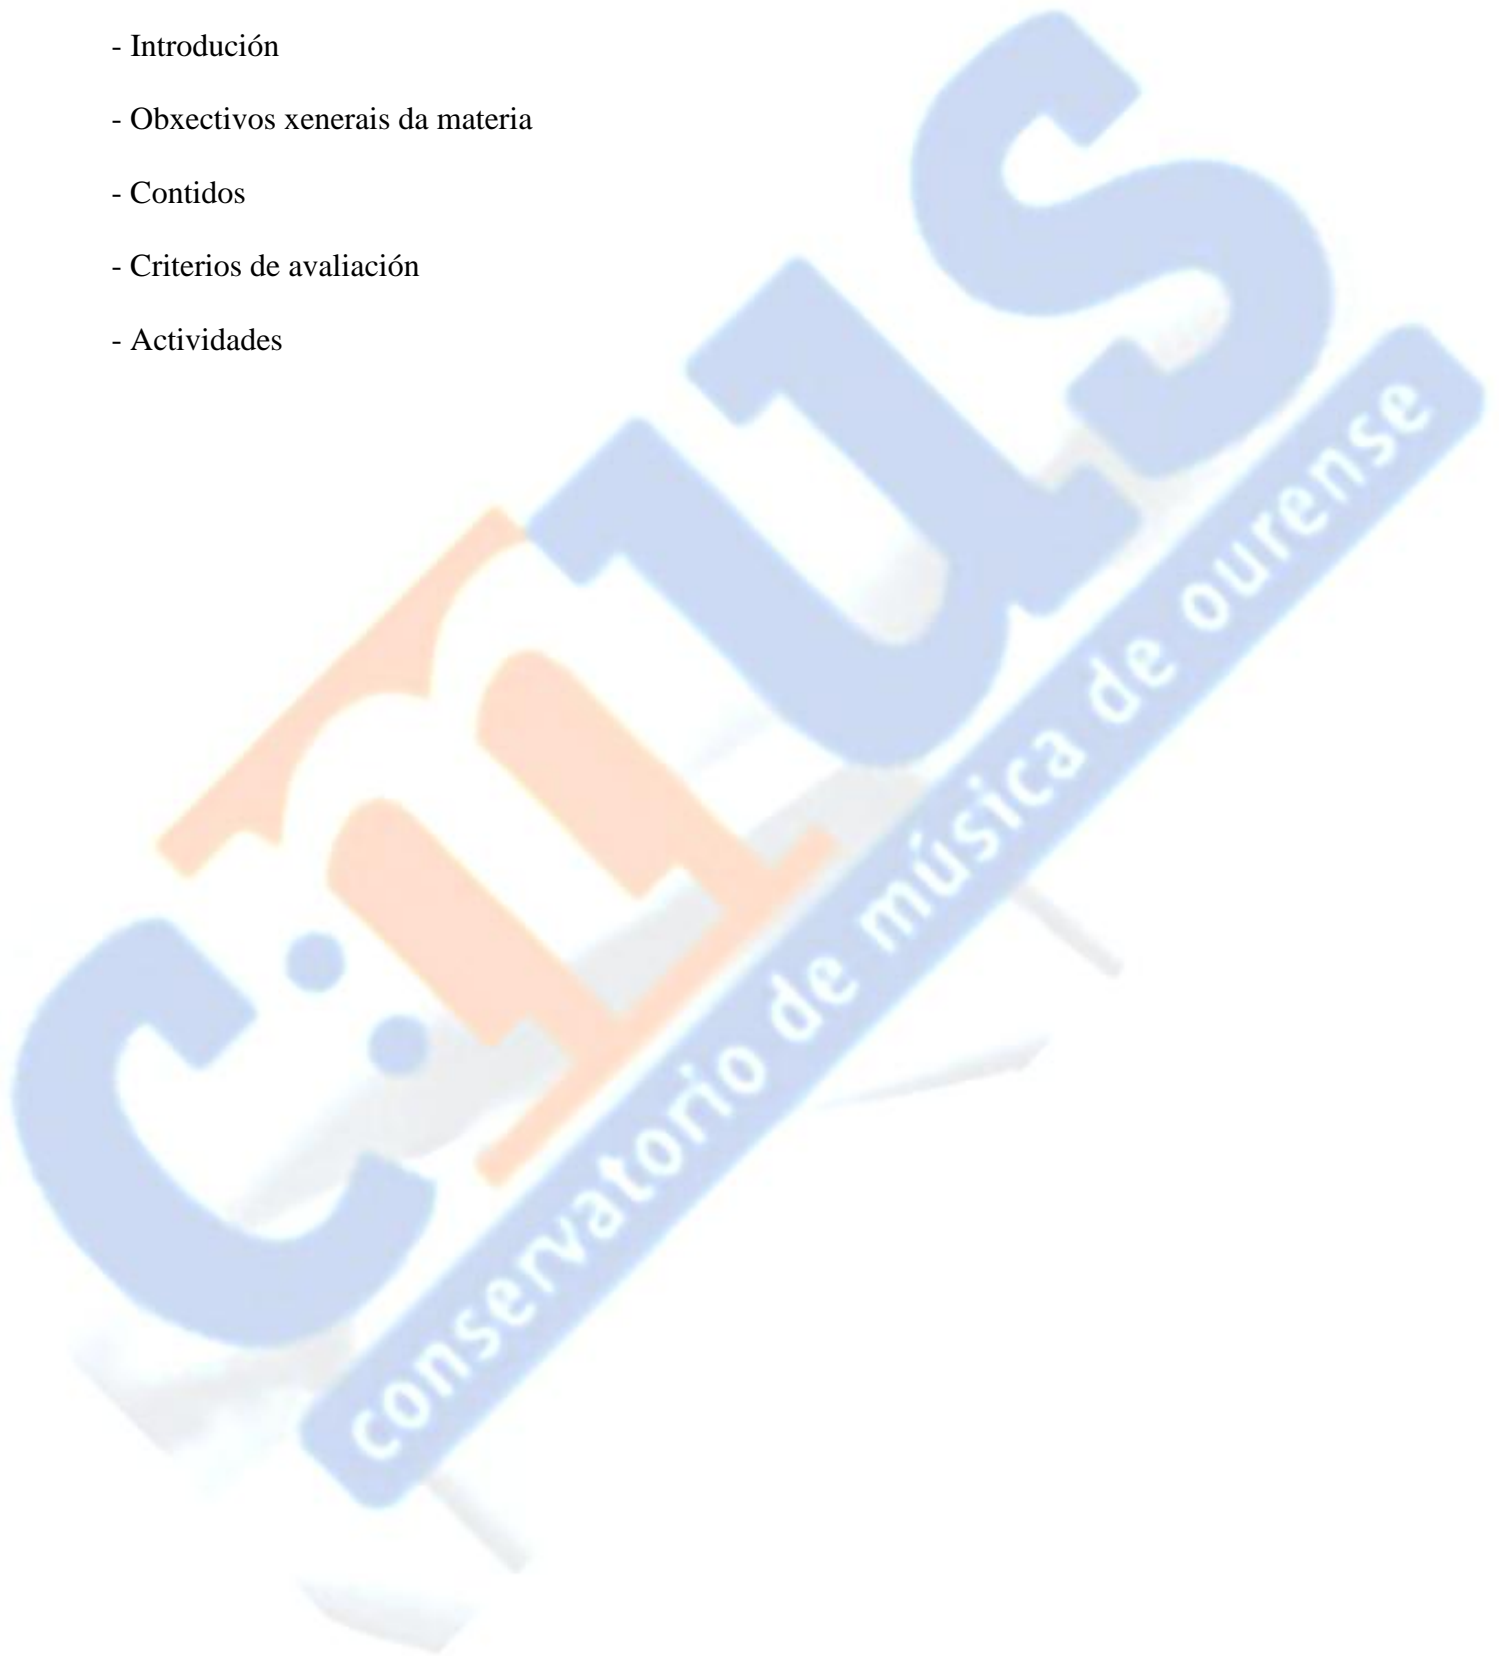 - Introdución
- Obxectivos xenerais da materia
- Contidos
- Criterios de avaliación
- Actividades
cmus
conservatorio de música de ourense